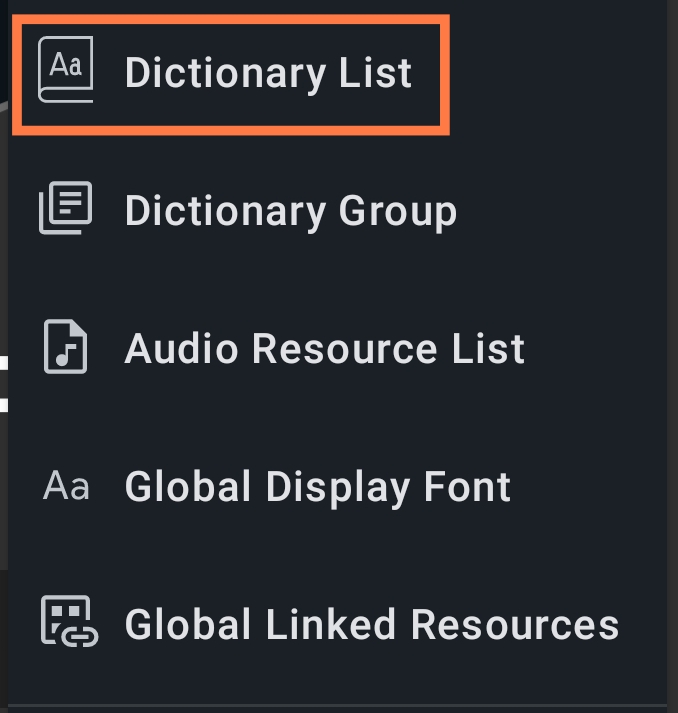 Aa Dictionary List
Dictionary Group
Audio Resource List
Aa Global Display Font
Global Linked Resources